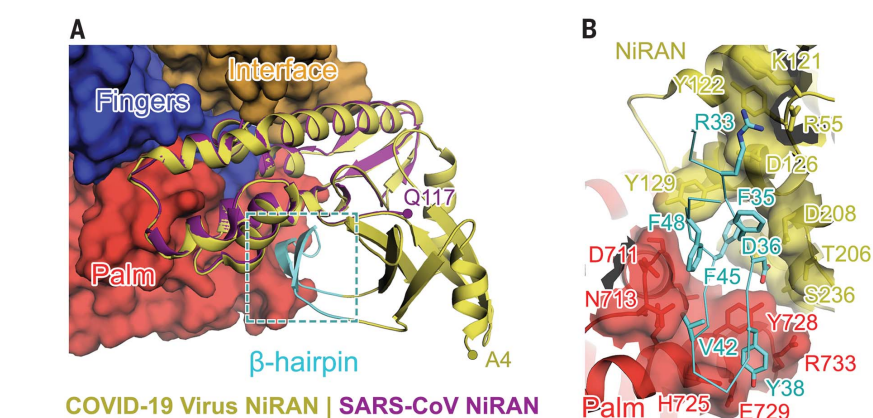 A
Interface
Fingers
Q117
Palm
β-hairpin
A4
COVID-19 Virus NiRAN | SARS-CoV NiRAN
B
NiRAN
K121
Y122
R33
R55
D126
Y129
F35
F48
D208
D36
D711
T206
F45
N713
S236
Y728
V42
R733
Y38
H725
Palm
E729